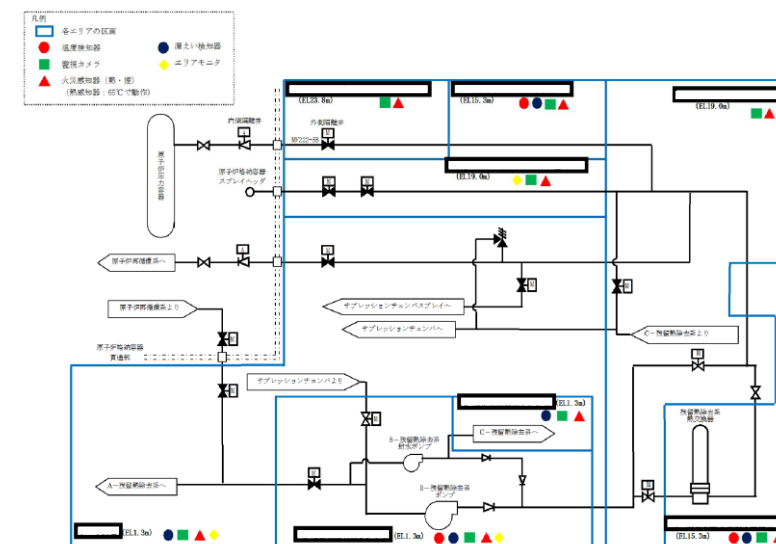 凡例
各エリアの区画
温度検知器
漏えい検知器
監視カメラ
エリアモニタ
火災感知器（熱・煙）
（熱感知器：65℃で動作）
(EL23.8m)
(EL15.3m)
(EL19.0m)
内側隔離弁
外側隔離弁
MV222-5B
原子炉圧力容器
原子炉格納容器
スプレイヘッダ
(EL19.0m)
原子炉再循環系へ
サプレッションチェンバスプレイへ
原子炉再循環系より
サプレッションチェンバへ
C－残留熱除去系より
原子炉格納容器
貫通部
サプレッションチェンバより
(EL1.3m)
残留熱除去系
熱交換器
B－残留熱除去系
封水ポンプ
C－残留熱除去系へ
A－残留熱除去系へ
B－残留熱除去系
ポンプ
(EL1.3m)
(EL1.3m)
(EL15.3m)